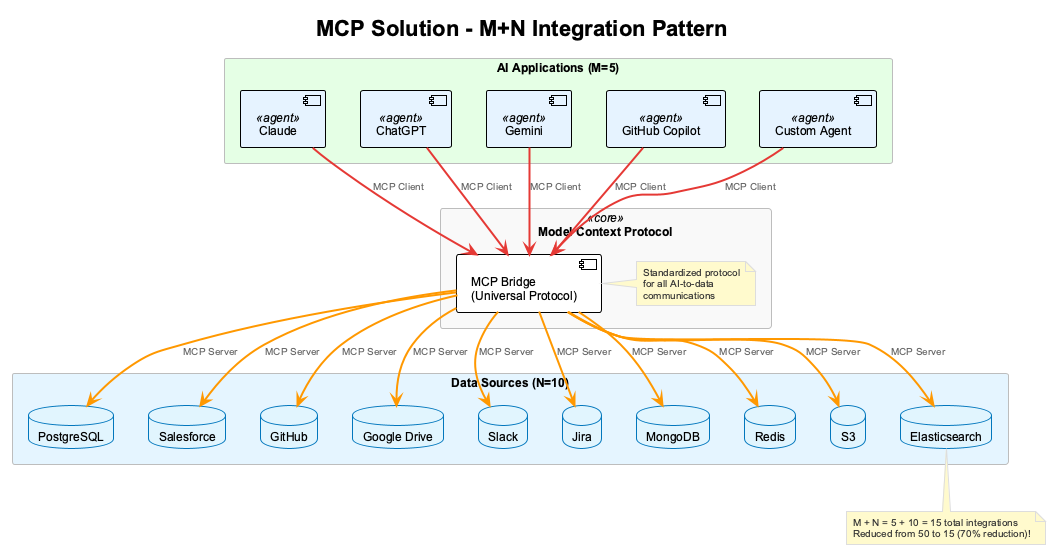 MCP Solution - M+N Integration Pattern
AI Applications (M=5)
«agent»
Claude
«agent»
ChatGPT
«agent»
Gemini
«agent»
GitHub Copilot
«agent»
Custom Agent
MCP Client
MCP Client
MCP Client
MCP Client
MCP Client
«core»
Model Context Protocol
MCP Bridge
(Universal Protocol)
Standardized protocol
for all AI-to-data
communications
MCP Server
MCP Server
MCP Server
MCP Server
MCP Server
MCP Server
MCP Server
MCP Server
MCP Server
MCP Server
Data Sources (N=10)
PostgreSQL
Salesforce
GitHub
Google Drive
Slack
Jira
MongoDB
Redis
S3
Elasticsearch
M + N = 5 + 10 = 15 total integrations
Reduced from 50 to 15 (70% reduction)!